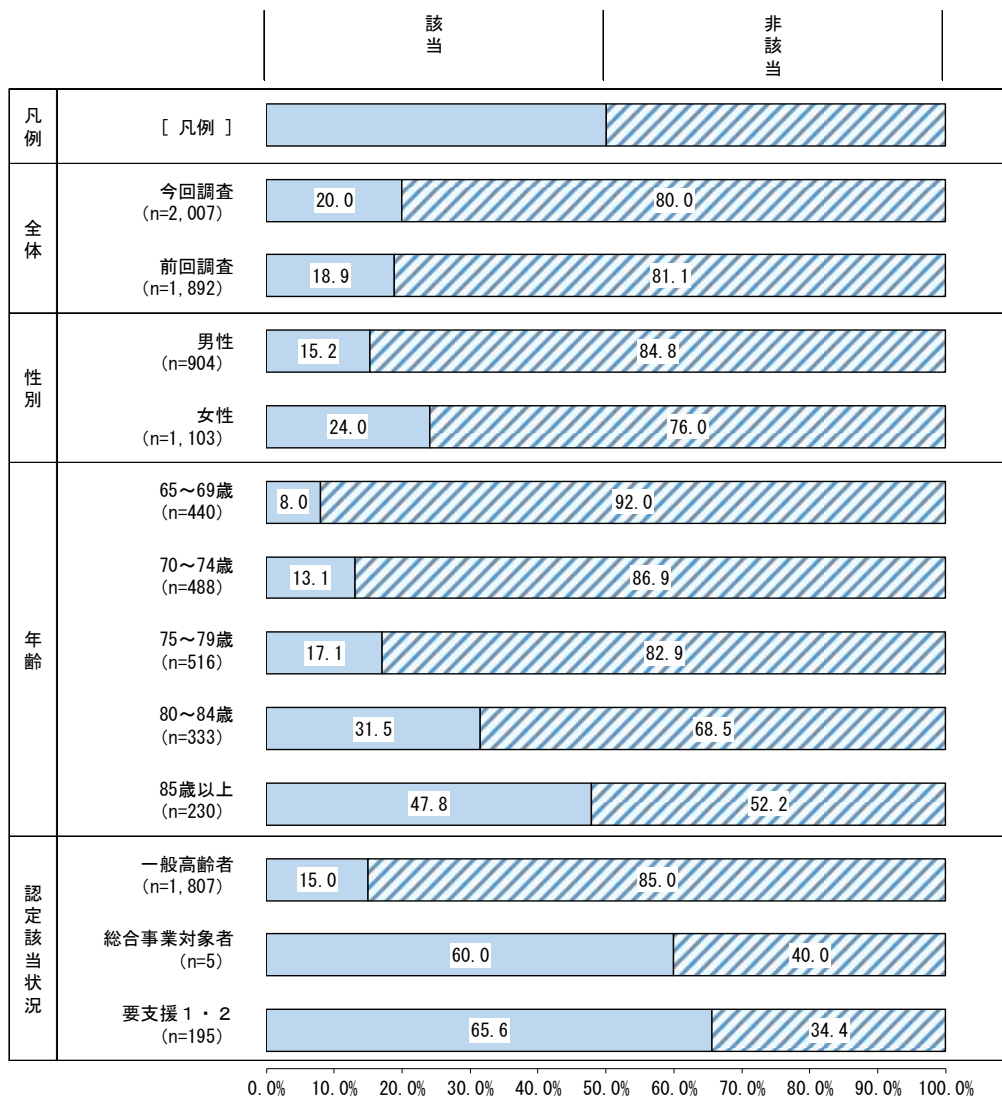 該当
非該当
凡例
[ 凡例 ]
全体
今回調査
(n=2,007)
20.0
80.0
前回調査
(n=1,892)
18.9
81.1
性別
男性
(n=904)
15.2
84.8
女性
(n=1,103)
24.0
76.0
年齢
65～69歳
(n=440)
8.0
92.0
70～74歳
(n=488)
13.1
86.9
75～79歳
(n=516)
17.1
82.9
80～84歳
(n=333)
31.5
68.5
85歳以上
(n=230)
47.8
52.2
認定該当状況
一般高齢者
(n=1,807)
15.0
85.0
総合事業対象者
(n=5)
60.0
40.0
要支援１・２
(n=195)
65.6
34.4
0.0% 10.0% 20.0% 30.0% 40.0% 50.0% 60.0% 70.0% 80.0% 90.0% 100.0%